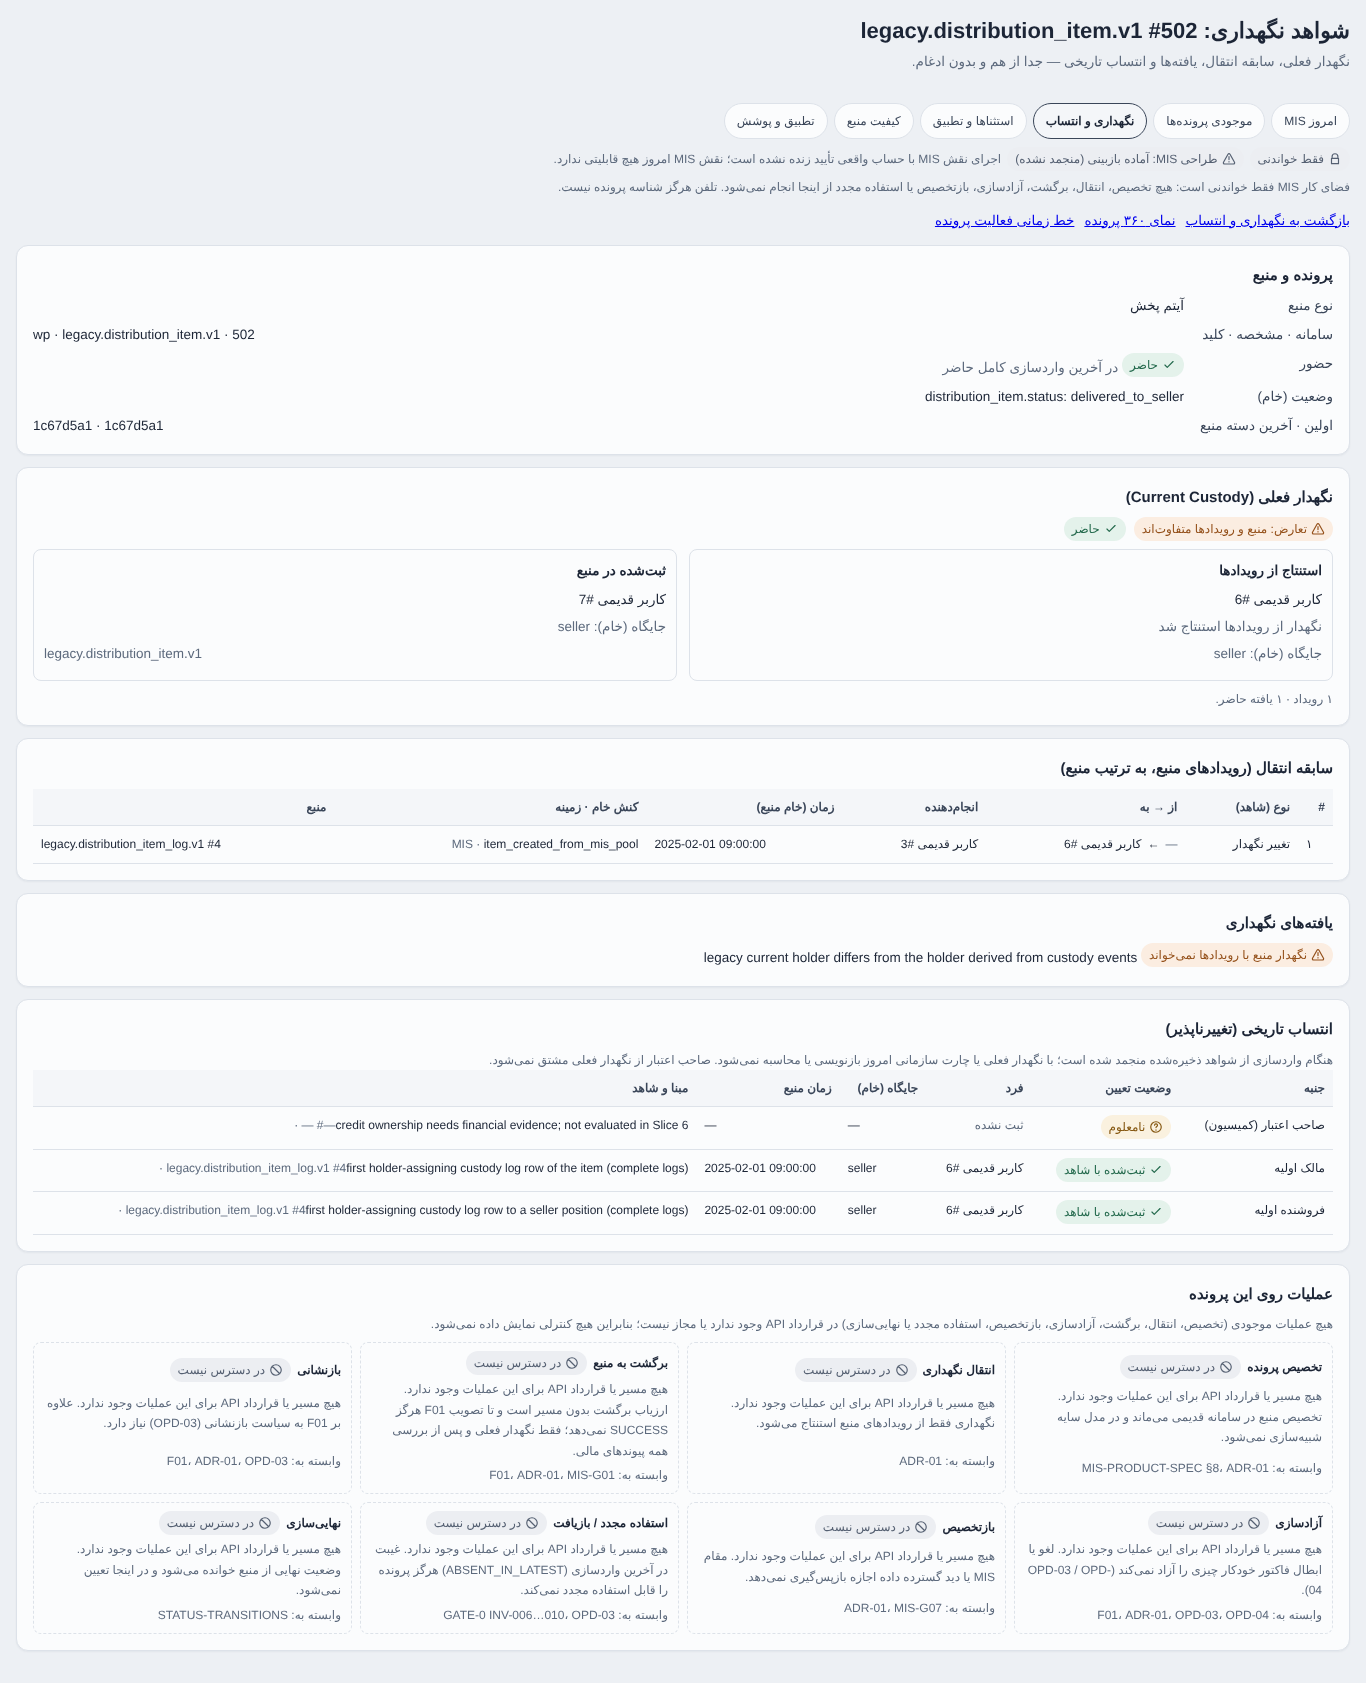 شواهد نگهداری: legacy.distribution_item.v1 #502
نگهدار فعلی، سابقه انتقال، یافته‌ها و انتساب تاریخی — جدا از هم و بدون ادغام.
امروز MIS
موجودی پرونده‌ها
نگهداری و انتساب
استثناها و تطبیق
کیفیت منبع
تطبیق و پوشش
فقط خواندنی
طراحی MIS: آماده بازبینی (منجمد نشده)
اجرای نقش MIS با حساب واقعی تأیید زنده نشده است؛ نقش MIS امروز هیچ قابلیتی ندارد.
فضای کار MIS فقط خواندنی است: هیچ تخصیص، انتقال، برگشت، آزادسازی، بازتخصیص یا استفاده مجدد از اینجا انجام نمی‌شود. تلفن هرگز شناسه پرونده نیست.
بازگشت به نگهداری و انتساب
نمای ۳۶۰ پرونده
خط زمانی فعالیت پرونده
پرونده و منبع
نوع منبع آیتم پخش
سامانه · مشخصه · کلید wp · legacy.distribution_item.v1 · 502
حضور حاضر در آخرین واردسازی کامل حاضر
وضعیت (خام) distribution_item.status: delivered_to_seller
اولین · آخرین دسته منبع 1c67d5a1 · 1c67d5a1
نگهدار فعلی (Current Custody)
تعارض: منبع و رویدادها متفاوت‌اند حاضر
استنتاج از رویدادها
کاربر قدیمی #6
نگهدار از رویدادها استنتاج شد
جایگاه (خام): seller
ثبت‌شده در منبع
کاربر قدیمی #7
جایگاه (خام): seller
legacy.distribution_item.v1
۱ رویداد · ۱ یافته حاضر.
سابقه انتقال (رویدادهای منبع، به ترتیب منبع)
# نوع (شاهد) از → به انجام‌دهنده زمان (خام منبع) کنش خام · زمینه منبع
۱ تغییر نگهدار — ← کاربر قدیمی #6 کاربر قدیمی #3 2025-02-01 09:00:00 item_created_from_mis_pool · MIS legacy.distribution_item_log.v1 #4
یافته‌های نگهداری
نگهدار منبع با رویدادها نمی‌خواند legacy current holder differs from the holder derived from custody events
انتساب تاریخی (تغییرناپذیر)
هنگام واردسازی از شواهد ذخیره‌شده منجمد شده است؛ با نگهدار فعلی یا چارت سازمانی امروز بازنویسی یا محاسبه نمی‌شود. صاحب اعتبار از نگهدار فعلی مشتق نمی‌شود.
جنبه وضعیت تعیین فرد جایگاه (خام) زمان منبع مبنا و شاهد
صاحب اعتبار (کمیسیون) نامعلوم ثبت نشده — — credit ownership needs financial evidence; not evaluated in Slice 6 —# — ·
مالک اولیه ثبت‌شده با شاهد کاربر قدیمی #6 seller 2025-02-01 09:00:00 first holder-assigning custody log row of the item (complete logs) legacy.distribution_item_log.v1 #4 ·
فروشنده اولیه ثبت‌شده با شاهد کاربر قدیمی #6 seller 2025-02-01 09:00:00 first holder-assigning custody log row to a seller position (complete logs) legacy.distribution_item_log.v1 #4 ·
عملیات روی این پرونده
هیچ عملیات موجودی (تخصیص، انتقال، برگشت، آزادسازی، بازتخصیص، استفاده مجدد یا نهایی‌سازی) در قرارداد API وجود ندارد یا مجاز نیست؛ بنابراین هیچ کنترلی نمایش داده نمی‌شود.
تخصیص پرونده در دسترس نیست
هیچ مسیر یا قرارداد API برای این عملیات وجود ندارد.
تخصیص منبع در سامانه قدیمی می‌ماند و در مدل سایه
شبیه‌سازی نمی‌شود.
وابسته به: MIS-PRODUCT-SPEC §8، ADR-01
انتقال نگهداری در دسترس نیست
هیچ مسیر یا قرارداد API برای این عملیات وجود ندارد.
نگهداری فقط از رویدادهای منبع استنتاج می‌شود.
وابسته به: ADR-01
برگشت به منبع در دسترس نیست
هیچ مسیر یا قرارداد API برای این عملیات وجود ندارد.
ارزیاب برگشت بدون مسیر است و تا تصویب F01 هرگز
SUCCESS نمی‌دهد؛ فقط نگهدار فعلی و پس از بررسی
همه پیوندهای مالی.
وابسته به: F01، ADR-01، MIS-G01
بازنشانی در دسترس نیست
هیچ مسیر یا قرارداد API برای این عملیات وجود ندارد. علاوه
بر F01 به سیاست بازنشانی (OPD-03) نیاز دارد.
وابسته به: F01، ADR-01، OPD-03
آزادسازی در دسترس نیست
هیچ مسیر یا قرارداد API برای این عملیات وجود ندارد. لغو یا
ابطال فاکتور خودکار چیزی را آزاد نمی‌کند (OPD-03 / OPD-
04).
وابسته به: F01، ADR-01، OPD-03، OPD-04
بازتخصیص در دسترس نیست
هیچ مسیر یا قرارداد API برای این عملیات وجود ندارد. مقام
MIS یا دید گسترده داده اجازه بازپس‌گیری نمی‌دهد.
وابسته به: ADR-01، MIS-G07
استفاده مجدد / بازیافت در دسترس نیست
هیچ مسیر یا قرارداد API برای این عملیات وجود ندارد. غیبت
در آخرین واردسازی (ABSENT_IN_LATEST) هرگز پرونده
را قابل استفاده مجدد نمی‌کند.
وابسته به: GATE-0 INV-006…010، OPD-03
نهایی‌سازی در دسترس نیست
هیچ مسیر یا قرارداد API برای این عملیات وجود ندارد.
وضعیت نهایی از منبع خوانده می‌شود و در اینجا تعیین
نمی‌شود.
وابسته به: STATUS-TRANSITIONS